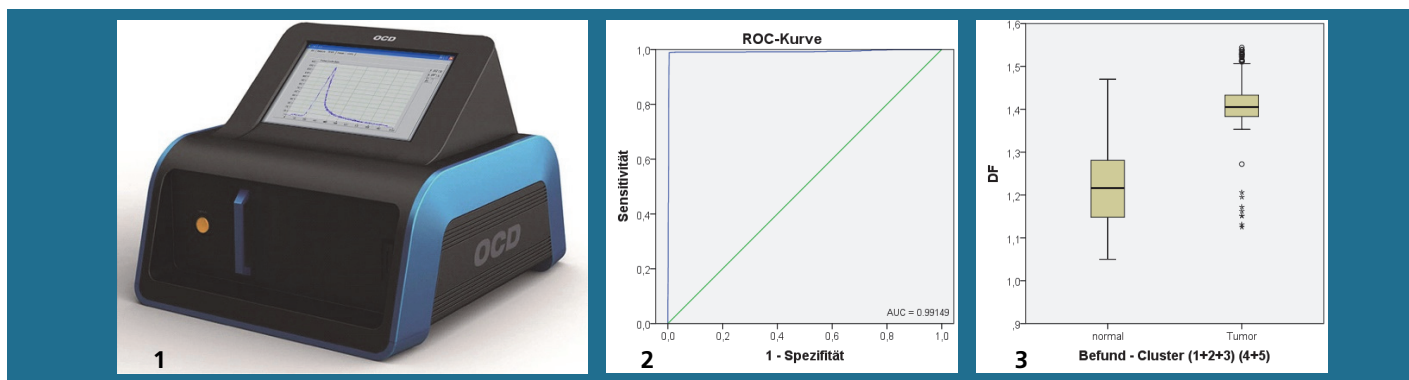 OCD
OCD
1
ROC-Kurve
Sensitivität
1,0
0,8
0,6
0,4
0,2
0,0
0,0 0,2 0,4 0,6 0,8 1,0
AUC = 0.99149
1 - Spezifität
2
DF
1,6
1,5
1,4
1,3
1,2
1,1
1,0
,9
normal Tumor
Befund - Cluster (1+2+3) (4+5)
3